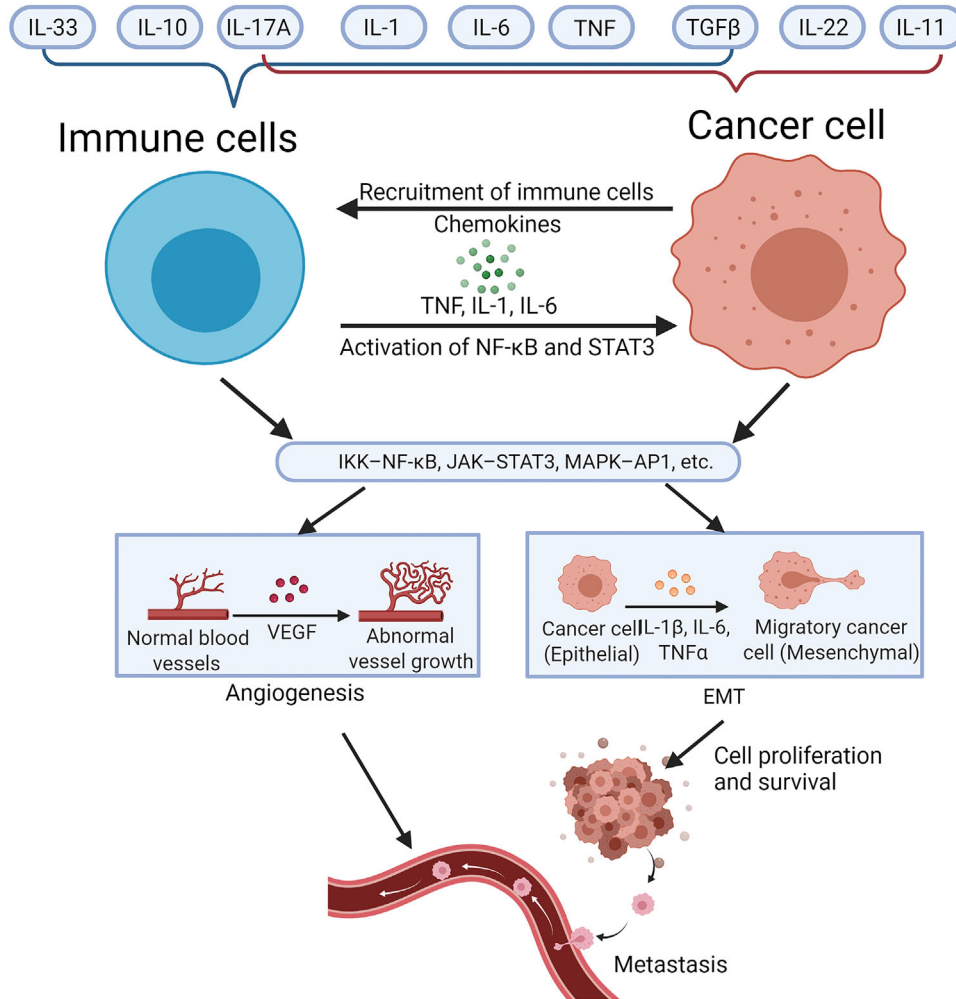 IL-33 IL-10 IL-17A IL-1 IL-6 TNF TGFβ IL-22 IL-11
Immune cells
Cancer cell
Recruitment of immune cells
Chemokines
TNF, IL-1, IL-6
Activation of NF-κB and STAT3
IKK–NF-κB, JAK–STAT3, MAPK–AP1, etc.
Normal blood
vessels
VEGF
Abnormal
vessel growth
Angiogenesis
Cancer cell
(Epithelial)
IL-1β, IL-6,
TNFα
Migratory cancer
cell (Mesenchymal)
EMT
Cell proliferation
and survival
Metastasis